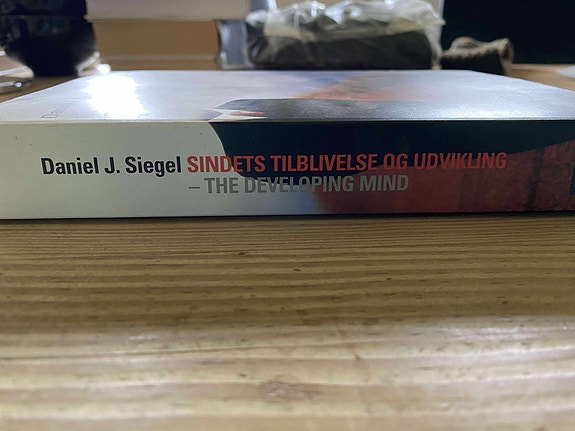 Daniel J. Siegel SINDETS TILBLIVELSE OG UDVIKLING
– THE DEVELOPING MIND